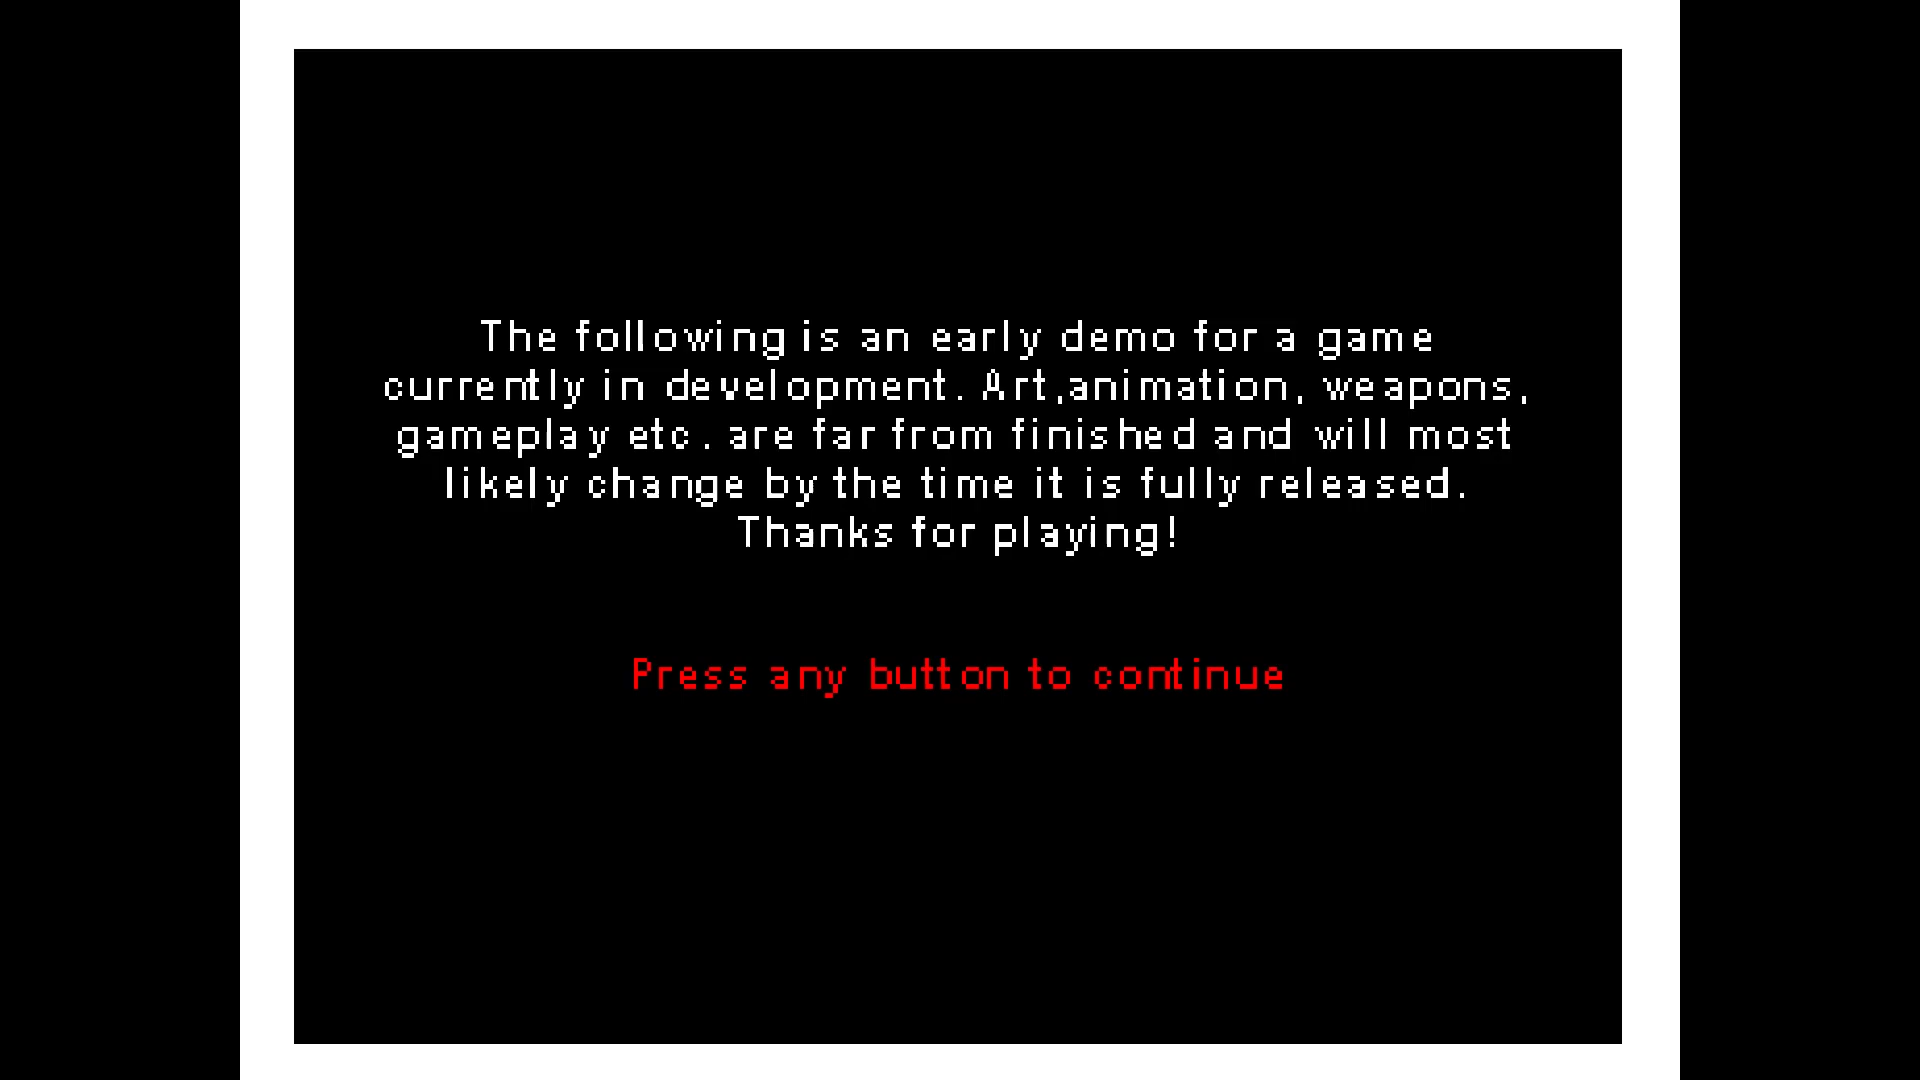 The following is an early demo for a game
currently in development. Art,animation, weapons,
gameplay etc. are far from finished and will most
likely change by the time it is fully released.
Thanks for playing!
Press any button to continue